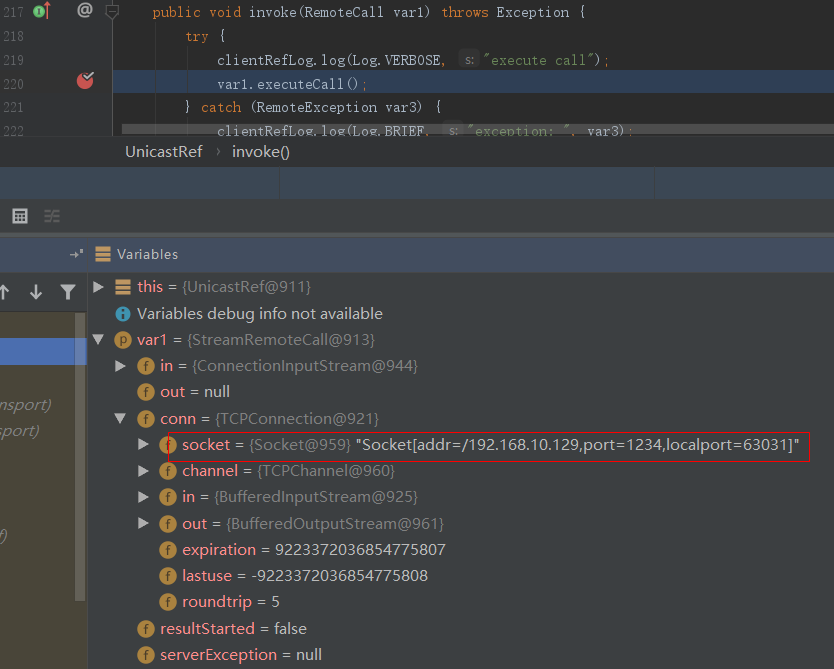 217 @ public void invoke(RemoteCall var1) throws Exception {
218 try {
219 clientRefLog.log(Log.VERBOSE, s: "execute call");
220 var1.executeCall();
221 } catch (RemoteException var3) {
222 clientRefLog.log(Log.BRIEF, s: "exception: ", var3);
UnicastRef › invoke()
Variables
this = {UnicastRef@911}
Variables debug info not available
var1 = {StreamRemoteCall@913}
in = {ConnectionInputStream@944}
out = null
nsport)
conn = {TCPConnection@921}
sport)
socket = {Socket@959} "Socket[addr=/192.168.10.129,port=1234,localport=63031]"
channel = {TCPChannel@960}
in = {BufferedInputStream@925}
out = {BufferedOutputStream@961}
f)
expiration = 9223372036854775807
lastuse = -9223372036854775808
roundtrip = 5
resultStarted = false
serverException = null